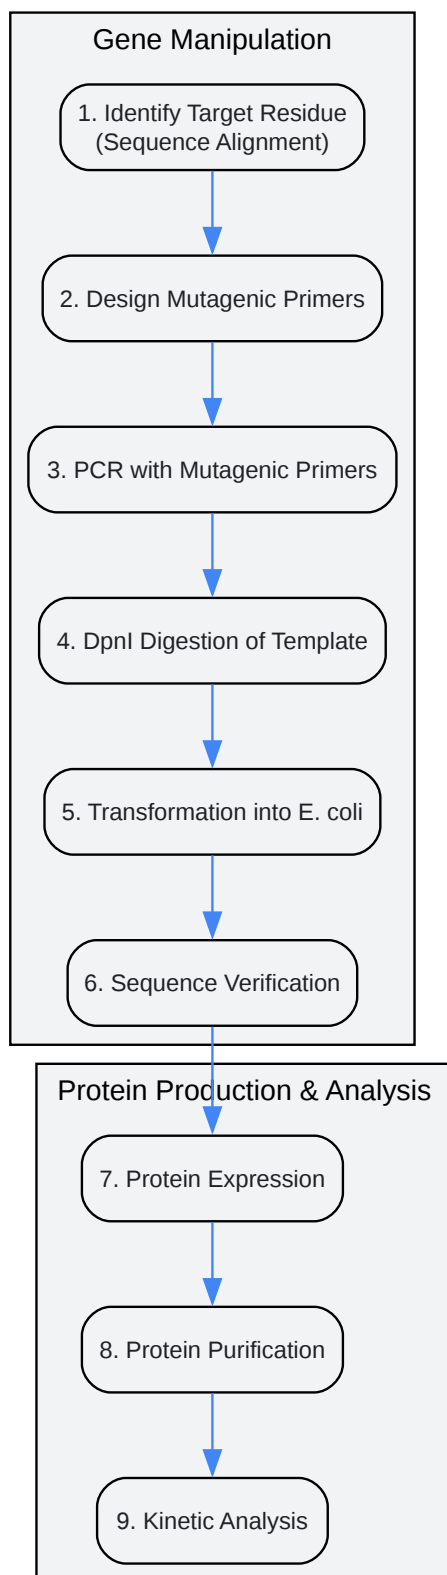 Gene Manipulation
1. Identify Target Residue
(Sequence Alignment)
2. Design Mutagenic Primers
3. PCR with Mutagenic Primers
4. DpnI Digestion of Template
5. Transformation into E. coli
6. Sequence Verification
Protein Production & Analysis
7. Protein Expression
8. Protein Purification
9. Kinetic Analysis